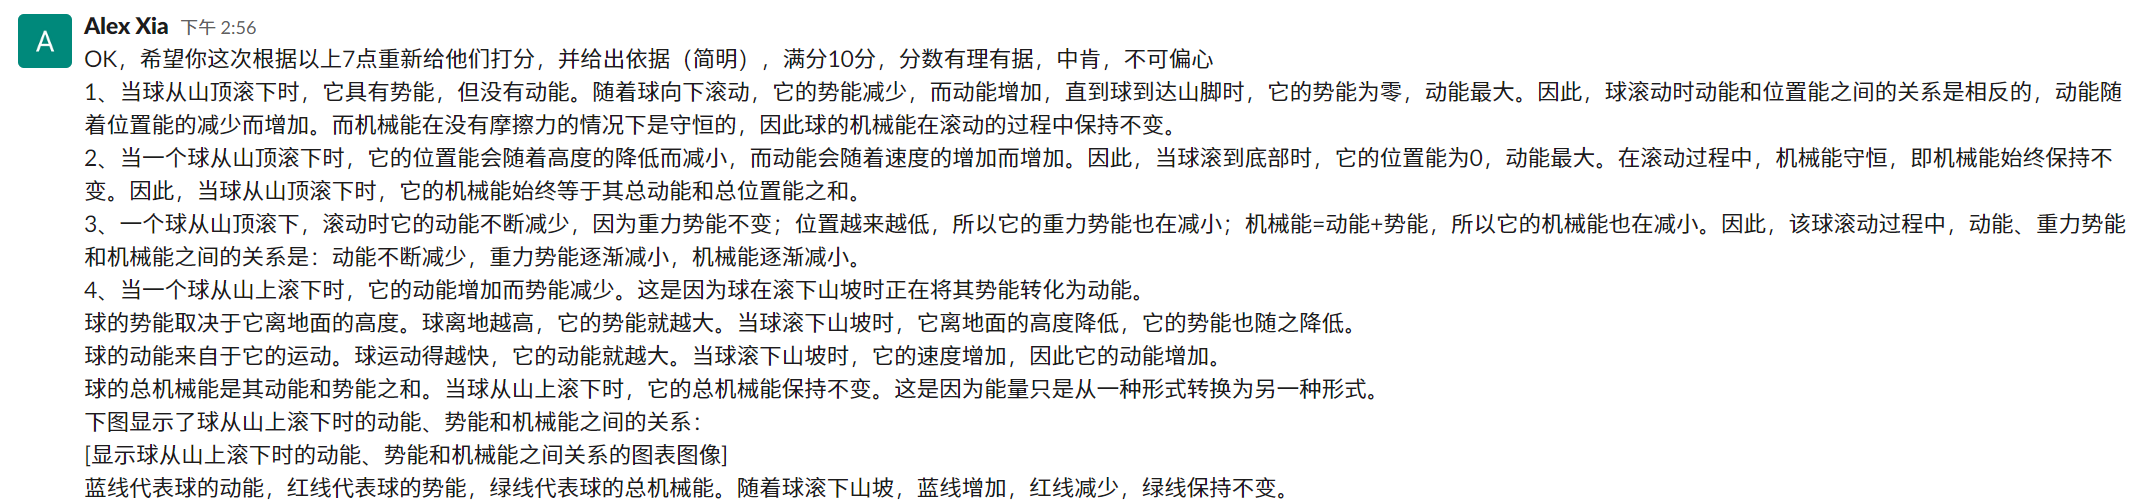 A
Alex Xia 下午 2:56
OK，希望你这次根据以上7点重新给他们打分，并给出依据（简明），满分10分，分数有理有据，中肯，不可偏心
1、当球从山顶滚下时，它具有势能，但没有动能。随着球向下滚动，它的势能减少，而动能增加，直到球到达山脚时，它的势能为零，动能最大。因此，球滚动时动能和位置能之间的关系是相反的，动能随
着位置能的减少而增加。而机械能在没有摩擦力的情况下是守恒的，因此球的机械能在滚动的过程中保持不变。
2、当一个球从山顶滚下时，它的位置能会随着高度的降低而减小，而动能会随着速度的增加而增加。因此，当球滚到底部时，它的位置能为0，动能最大。在滚动过程中，机械能守恒，即机械能始终保持不
变。因此，当球从山顶滚下时，它的机械能始终等于其总动能和总位置能之和。
3、一个球从山顶滚下，滚动时它的动能不断减少，因为重力势能不变；位置越来越低，所以它的重力势能也在减小；机械能=动能+势能，所以它的机械能也在减小。因此，该球滚动过程中，动能、重力势能
和机械能之间的关系是：动能不断减少，重力势能逐渐减小，机械能逐渐减小。
4、当一个球从山上滚下时，它的动能增加而势能减少。这是因为球在滚下山坡时正在将其势能转化为动能。
球的势能取决于它离地面的高度。球离地越高，它的势能就越大。当球滚下山坡时，它离地面的高度降低，它的势能也随之降低。
球的动能来自于它的运动。球运动得越快，它的动能就越大。当球滚下山坡时，它的速度增加，因此它的动能增加。
球的总机械能是其动能和势能之和。当球从山上滚下时，它的总机械能保持不变。这是因为能量只是从一种形式转换为另一种形式。
下图显示了球从山上滚下时的动能、势能和机械能之间的关系：
[显示球从山上滚下时的动能、势能和机械能之间关系的图表图像]
蓝线代表球的动能，红线代表球的势能，绿线代表球的总机械能。随着球滚下山坡，蓝线增加，红线减少，绿线保持不变。